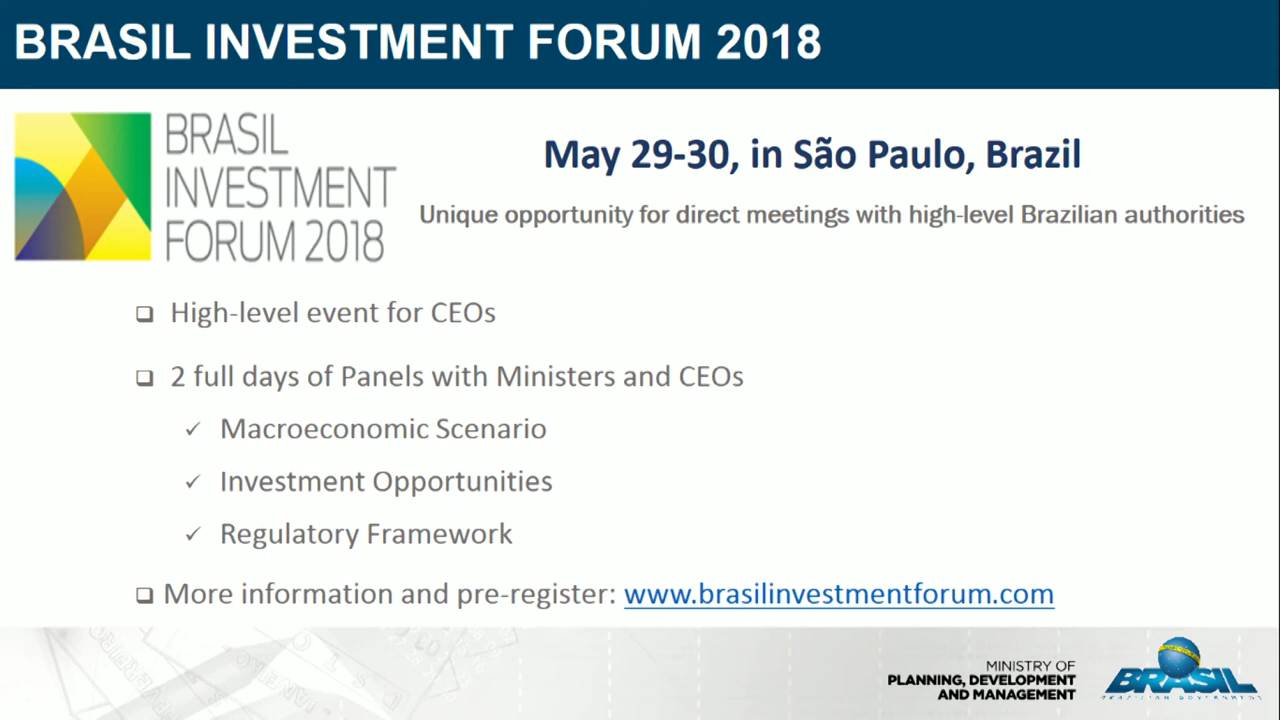 BRASIL INVESTMENT FORUM 2018
BRASIL
INVESTMENT
FORUM 2018
May 29-30, in São Paulo, Brazil
Unique opportunity for direct meetings with high-level Brazilian authorities
High-level event for CEOs
2 full days of Panels with Ministers and CEOs
Macroeconomic Scenario
Investment Opportunities
Regulatory Framework
More information and pre-register: www.brasilinvestmentforum.com
MINISTRY OF
PLANNING, DEVELOPMENT
AND MANAGEMENT
BRASIL
BRAZILIAN GOVERNMENT